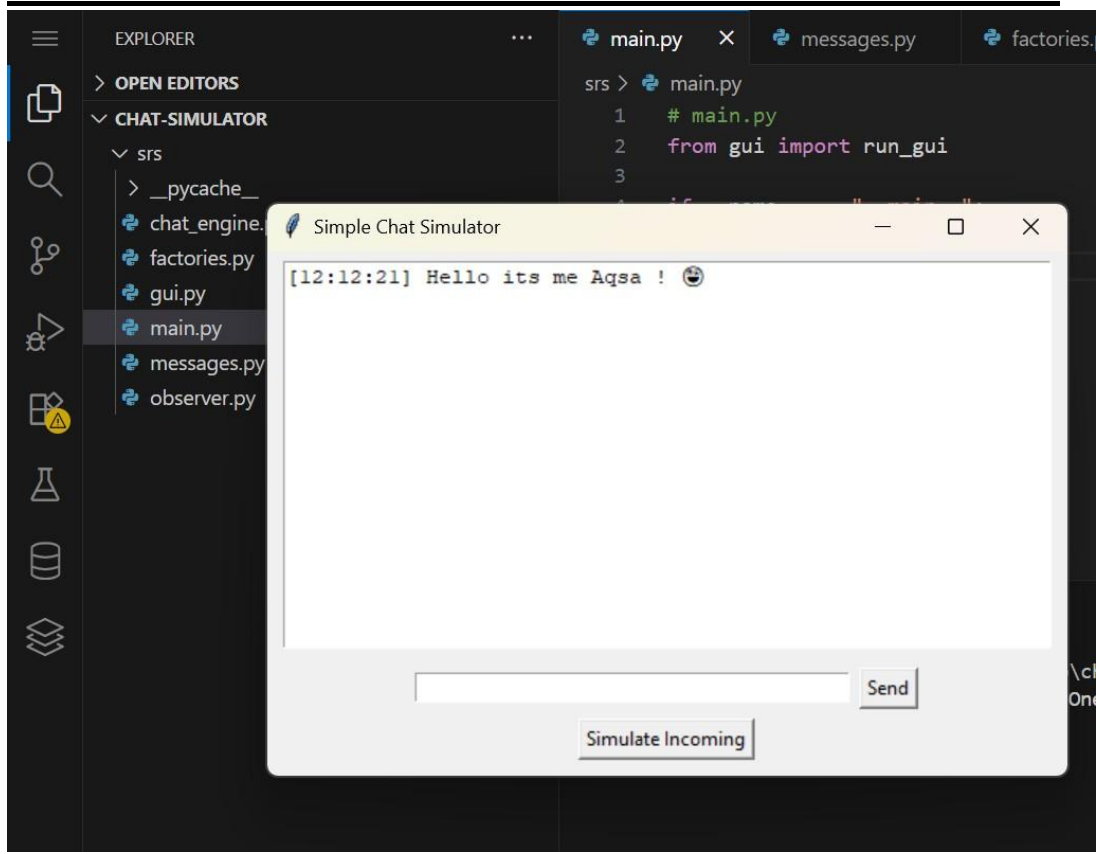 EXPLORER ...
OPEN EDITORS
CHAT-SIMULATOR
srs
__pycache__
chat_engine.
factories.py
gui.py
main.py
messages.py
observer.py
main.py messages.py factories.
srs > main.py
1 # main.py
2 from gui import run_gui
3
Simple Chat Simulator
[12:12:21] Hello its me Aqsa ! 😃
Send
Simulate Incoming
\c
One